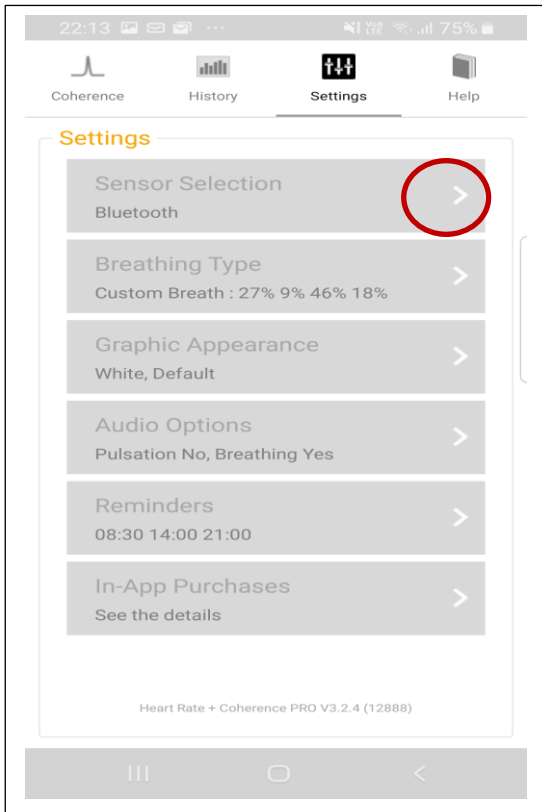 22:13 75%
Coherence History Settings Help
Settings
Sensor Selection
Bluetooth
Breathing Type
Custom Breath : 27% 9% 46% 18%
Graphic Appearance
White, Default
Audio Options
Pulsation No, Breathing Yes
Reminders
08:30 14:00 21:00
In-App Purchases
See the details
Heart Rate + Coherence PRO V3.2.4 (12888)